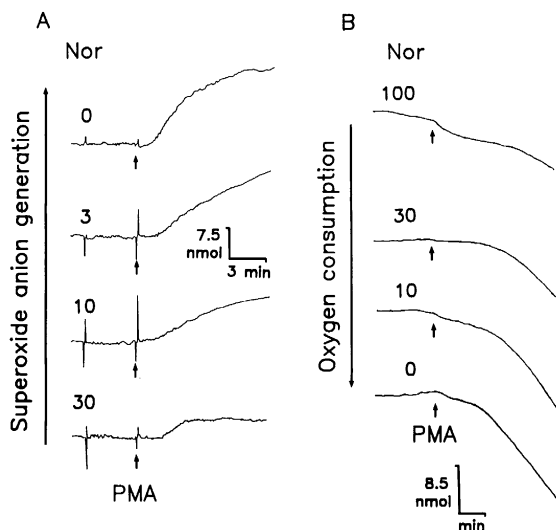 A
Nor
0
3
10
30
PMA
Superoxide anion generation
7.5
nmol
3 min
B
Nor
100
30
10
0
PMA
Oxygen consumption
8.5
nmol
min